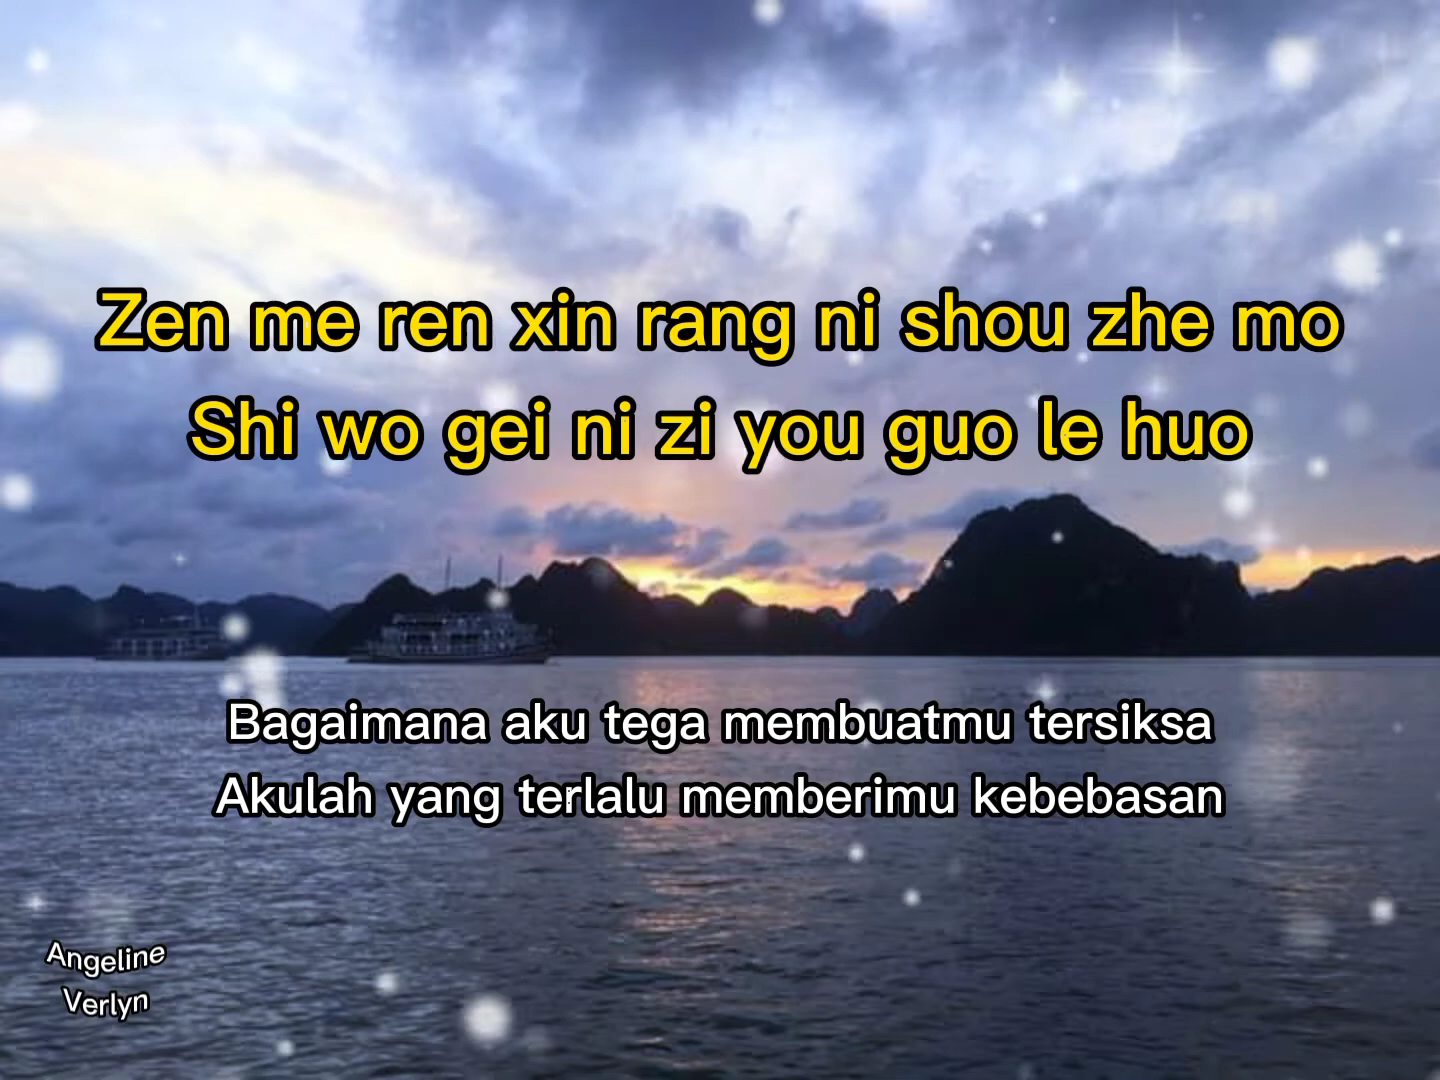 Zen me ren xin rang ni shou zhe mo
Shi wo gei ni zi you guo le huo
Bagaimana aku tega membuatmu tersiksa
Akulah yang terlalu memberimu kebebasan
Angeline
Verlyn